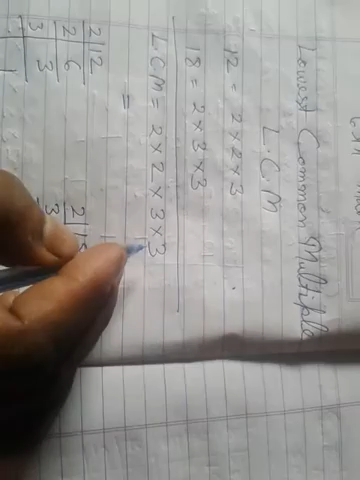 Lowest Common Multiple
L.C.M
12 = 2 × 2 × 3
18 = 2 × 3 × 3
LCM = 2 × 2 × 3 × 3
=
2 12 2
2 6 3
3 3